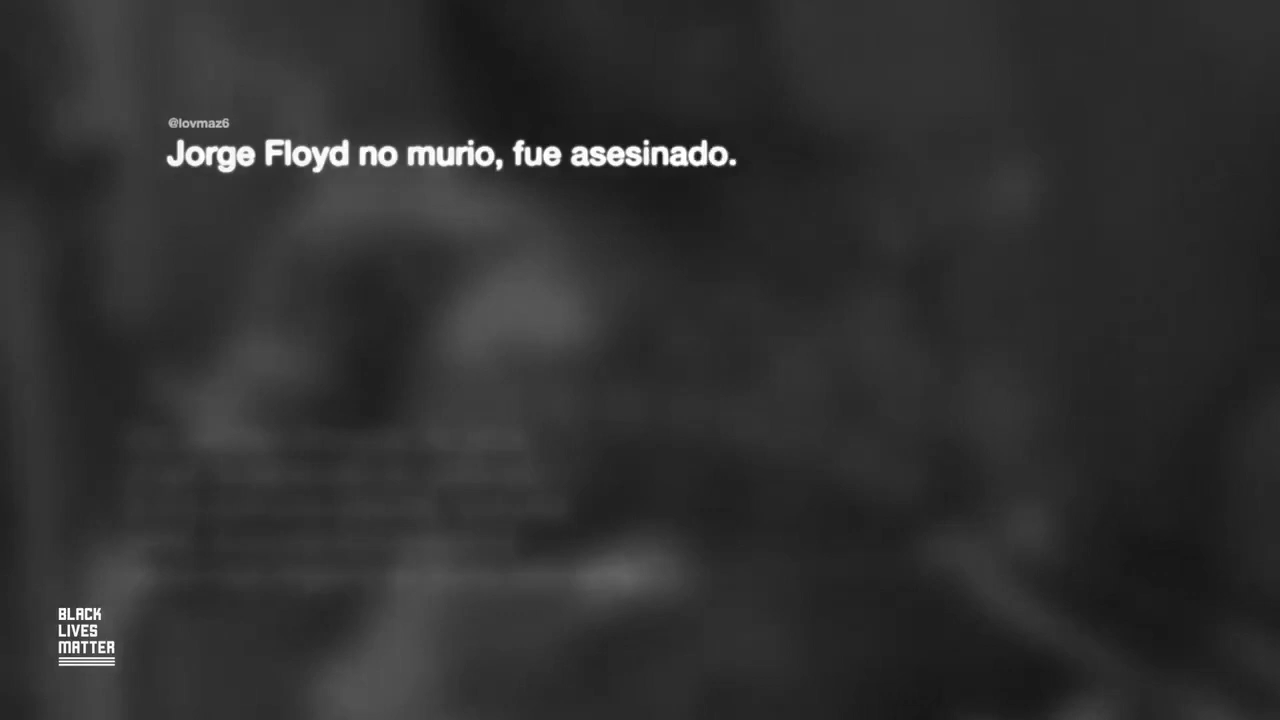 @lovmaz6
Jorge Floyd no murio, fue asesinado.
BLACK
LIVES
MATTER